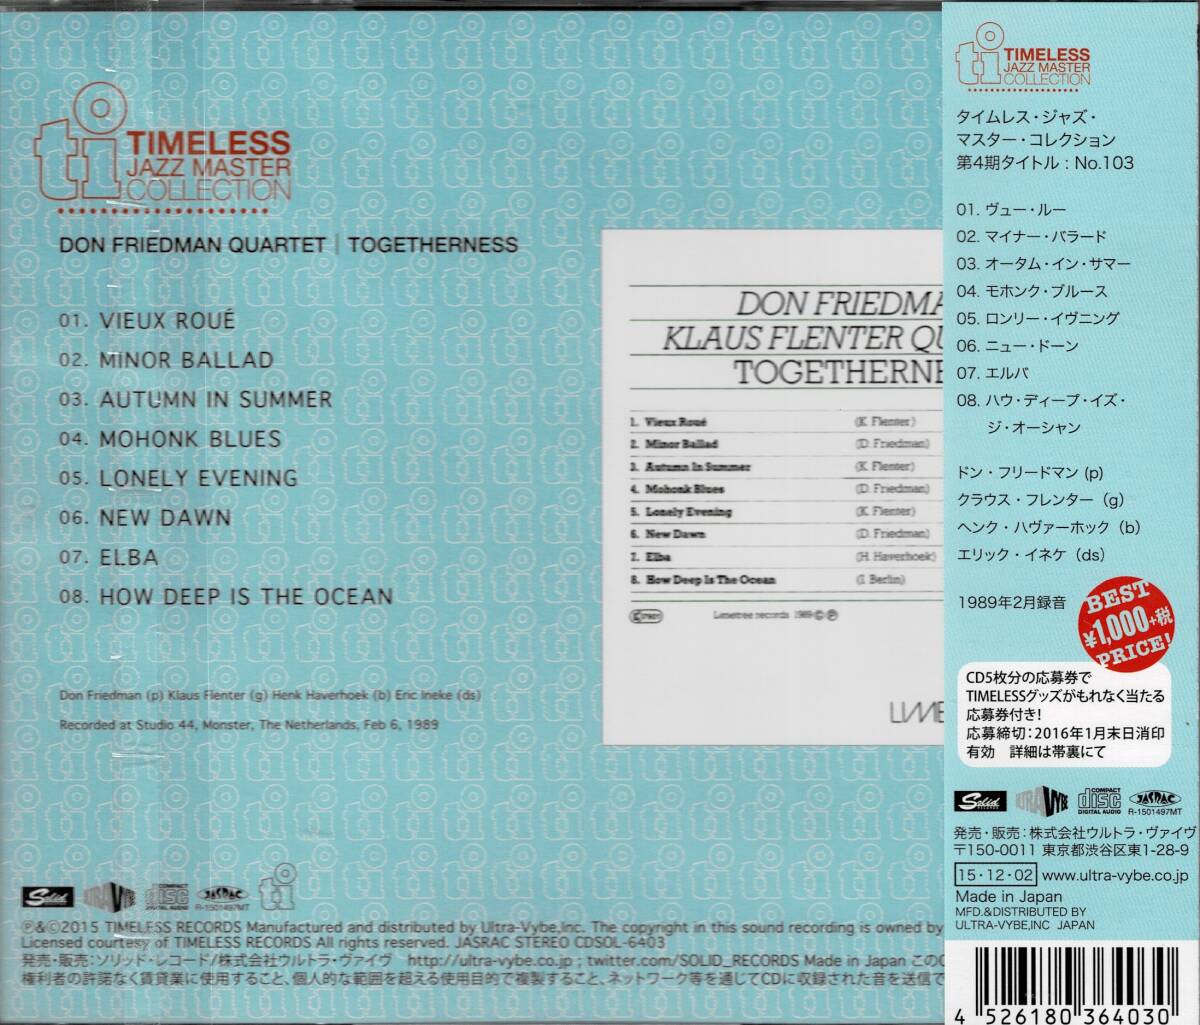 ti
TIMELESS
JAZZ MASTER
COLLECTION
DON FRIEDMAN QUARTET | TOGETHERNESS
01. VIEUX ROUÉ
02. MINOR BALLAD
03. AUTUMN IN SUMMER
04. MOHONK BLUES
05. LONELY EVENING
06. NEW DAWN
07. ELBA
08. HOW DEEP IS THE OCEAN
Don Friedman (p) Klaus Flenter (g) Henk Haverhoek (b) Eric Ineke (ds)
Recorded at Studio 44, Monster, The Netherlands, Feb 6, 1989
DON FRIEDMA
KLAUS FLENTER QU
TOGETHERNE
1. Vieux Roué (K. Flenter)
2. Minor Ballad (D. Friedman)
3. Autumn In Summer (K. Flenter)
4. Mohonk Blues (D. Friedman)
5. Lonely Evening (K. Flenter)
6. New Dawn (D. Friedman)
7. Elba (H. Haverhoek)
8. How Deep Is The Ocean (I. Berlin)
Limetree records 1989 ©℗
LIME
Solid
RECORDS
ULTRAVYBE
COMPACT
disc
DIGITAL AUDIO
JASRAC
R-1501497MT
ti
℗&©2015 TIMELESS RECORDS Manufactured and distributed by Ultra-Vybe,Inc. The copyright in this sound recording is owned by
Licensed courtesy of TIMELESS RECORDS All rights reserved. JASRAC STEREO CDSOL-6403
発売・販売：ソリッド・レコード/株式会社ウルトラ・ヴァイヴ http://ultra-vybe.co.jp ; twitter.com/SOLID_RECORDS Made in Japan この
権利者の許諾なく賃貸業に使用すること、個人的な範囲を超える使用目的で複製すること、ネットワーク等を通じてCDに収録された音を送信で
ti
TIMELESS
JAZZ MASTER
COLLECTION
タイムレス・ジャズ・
マスター・コレクション
第4期タイトル : No.103
01. ヴュー・ルー
02. マイナー・バラード
03. オータム・イン・サマー
04. モホンク・ブルース
05. ロンリー・イヴニング
06. ニュー・ドーン
07. エルバ
08. ハウ・ディープ・イズ・
ジ・オーシャン
ドン・フリードマン (p)
クラウス・フレンター (g)
ヘンク・ハヴァーホック (b)
エリック・イネケ (ds)
1989年2月録音
BEST
¥1,000+税
PRICE!
CD5枚分の応募券で
TIMELESSグッズがもれなく当たる
応募券付き!
応募締切:2016年1月末日消印
有効　詳細は帯裏にて
Solid
RECORDS
ULTRAVYBE
COMPACT
disc
DIGITAL AUDIO
JASRAC
R-1501497MT
発売・販売：株式会社ウルトラ・ヴァイヴ
〒150-0011 東京都渋谷区東1-28-9
15・12・02 www.ultra-vybe.co.jp
Made in Japan
MFD.&DISTRIBUTED BY
ULTRA-VYBE,INC JAPAN
4 526180 364030